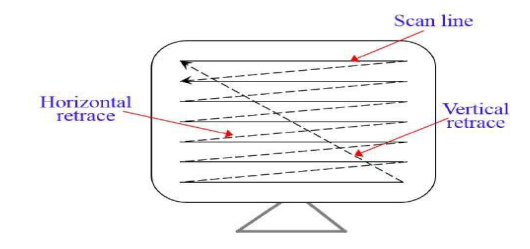 Scan line
Horizontal
retrace
Vertical
retrace